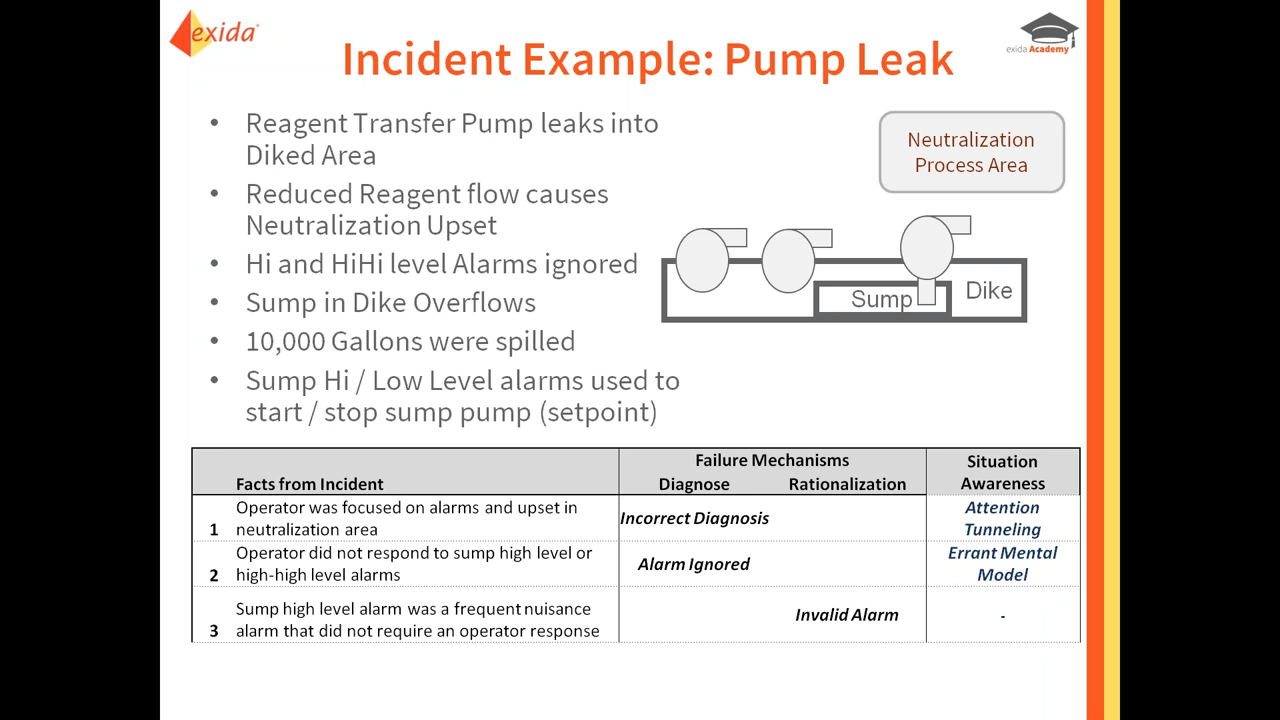 exida
exida Academy
Incident Example: Pump Leak
• Reagent Transfer Pump leaks into
Diked Area
• Reduced Reagent flow causes
Neutralization Upset
• Hi and HiHi level Alarms ignored
• Sump in Dike Overflows
• 10,000 Gallons were spilled
• Sump Hi / Low Level alarms used to
start / stop sump pump (setpoint)
Neutralization
Process Area
Sump
Dike
Failure Mechanisms
Situation
Facts from Incident
Diagnose
Rationalization
Awareness
1
Operator was focused on alarms and upset in
neutralization area
Incorrect Diagnosis
Attention
Tunneling
2
Operator did not respond to sump high level or
high-high level alarms
Alarm Ignored
Errant Mental
Model
3
Sump high level alarm was a frequent nuisance
alarm that did not require an operator response
Invalid Alarm
-